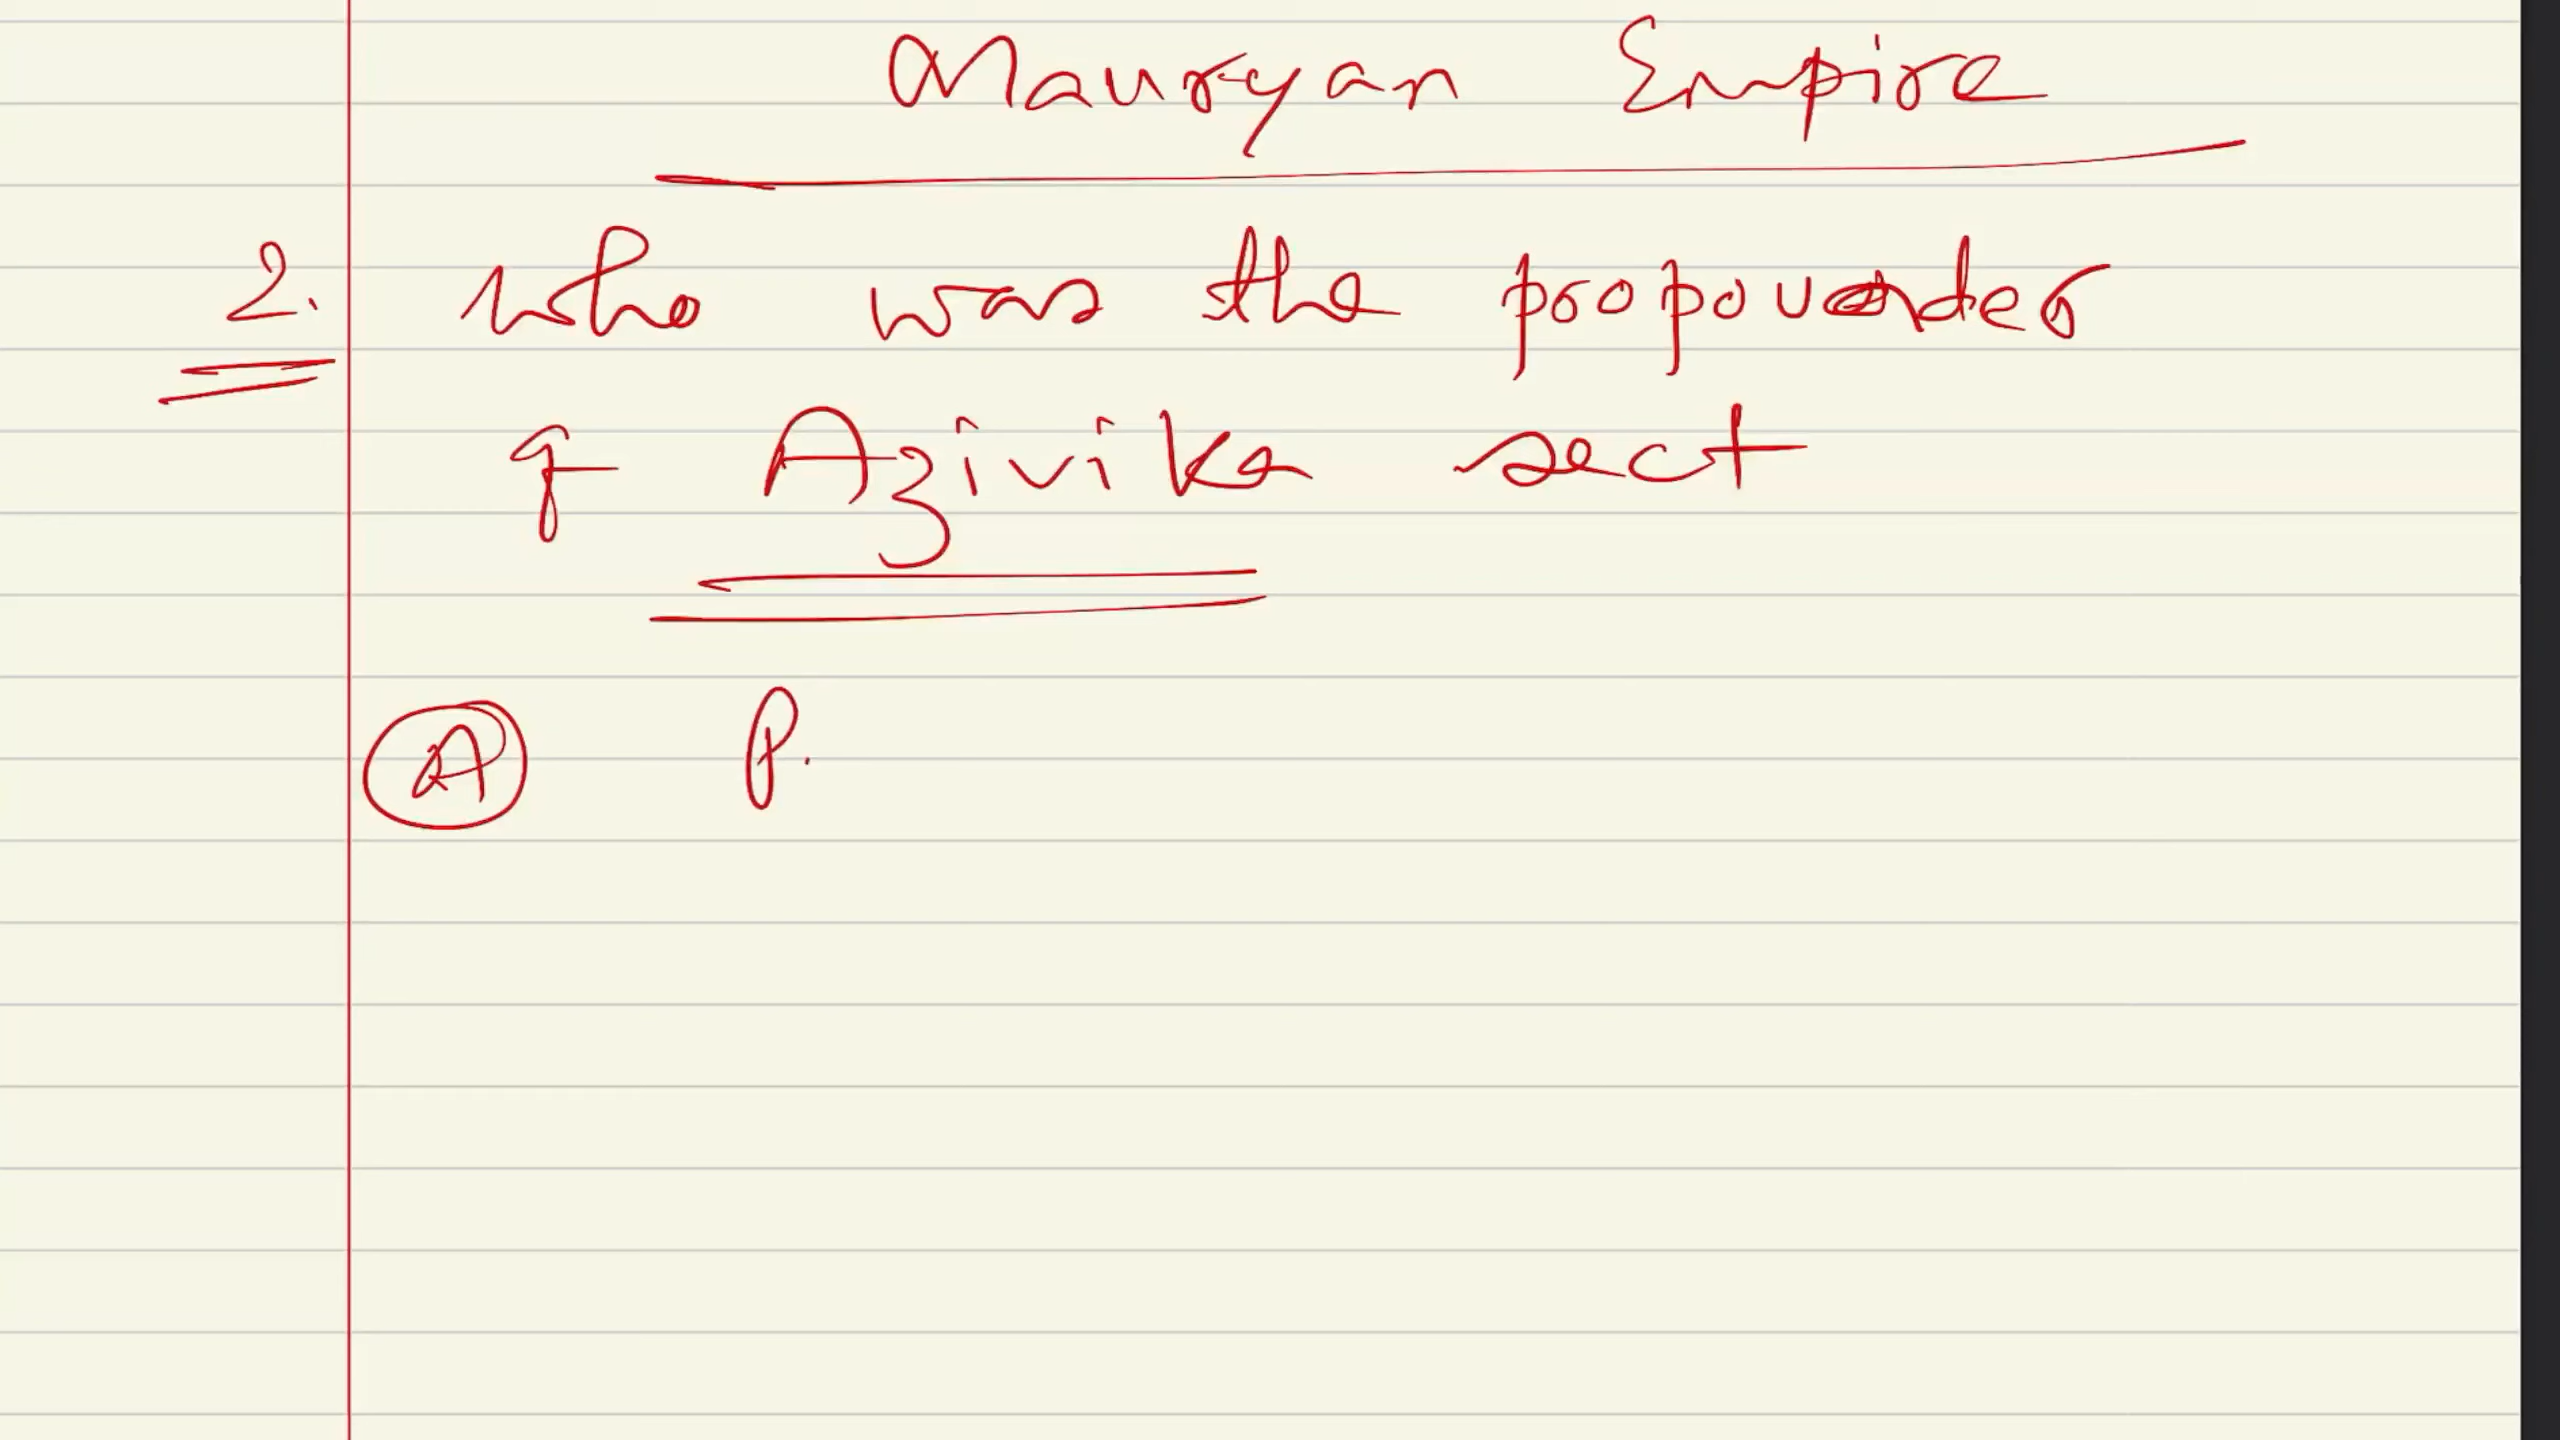 Mauryan Empire
2. who was the propounder
of Azivika sect
A P.